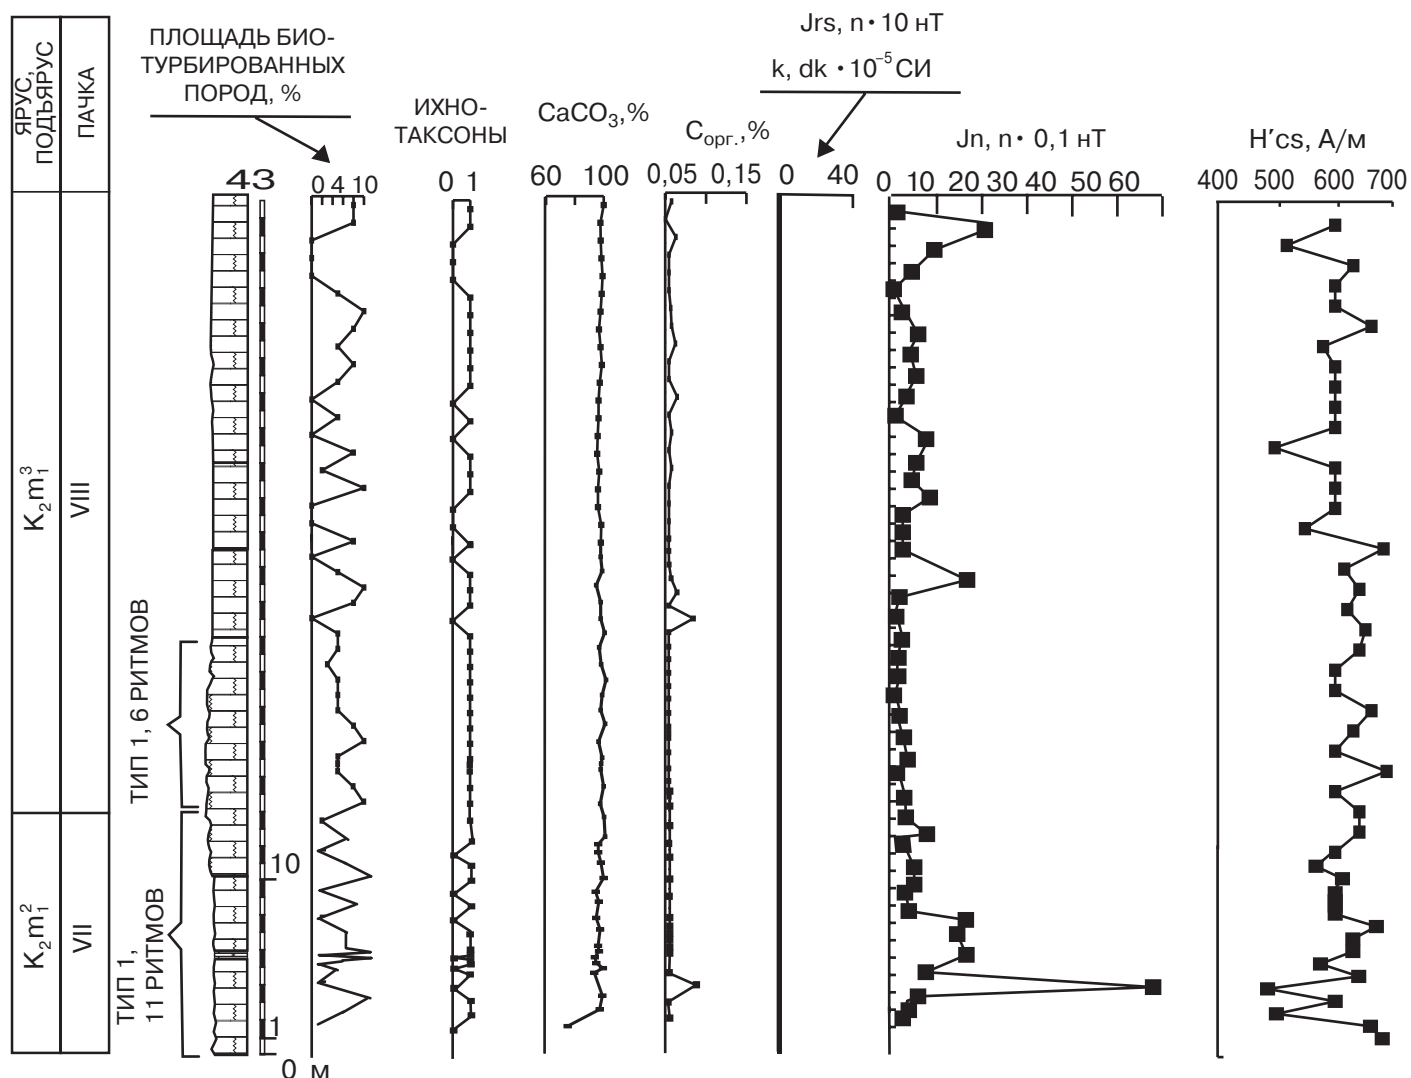 ЯРУС,
ПОДЪЯРУС
ПАЧКА
ПЛОЩАДЬ БИО-
ТУРБИРОВАННЫХ
ПОРОД, %
ИХНО-
ТАКСОНЫ
CaCO₃,%
Cорг.,%
Jrs, n • 10 нТ
k, dk • 10⁻⁵ СИ
Jn, n • 0,1 нТ
H′cs, А/м
43
0 4 10
0 1
60 100
0,05 0,15
0 40
0 10 20 30 40 50 60
400 500 600 700
K₂m₁³
VIII
ТИП 1, 6 РИТМОВ
K₂m₁²
VII
ТИП 1,
11 РИТМОВ
10
1
0 м